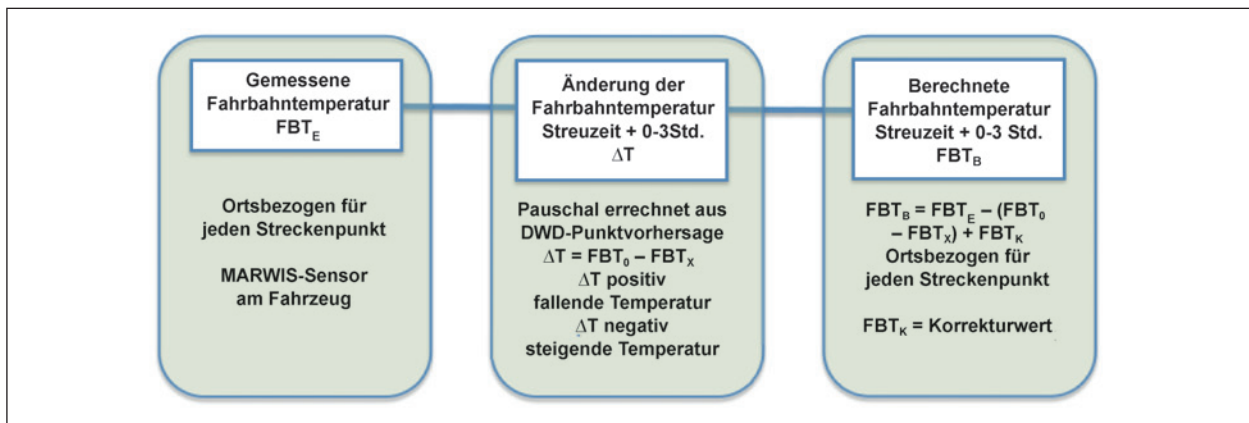 Gemessene
Fahrbahntemperatur
FBT_E
Ortsbezogen für
jeden Streckenpunkt
MARWIS-Sensor
am Fahrzeug
Änderung der
Fahrbahntemperatur
Streuzeit + 0-3Std.
ΔT
Pauschal errechnet aus
DWD-Punktvorhersage
ΔT = FBT_0 – FBT_X
ΔT positiv
fallende Temperatur
ΔT negativ
steigende Temperatur
Berechnete
Fahrbahntemperatur
Streuzeit + 0-3 Std.
FBT_B
FBT_B = FBT_E – (FBT_0
– FBT_X) + FBT_K
Ortsbezogen für
jeden Streckenpunkt
FBT_K = Korrekturwert